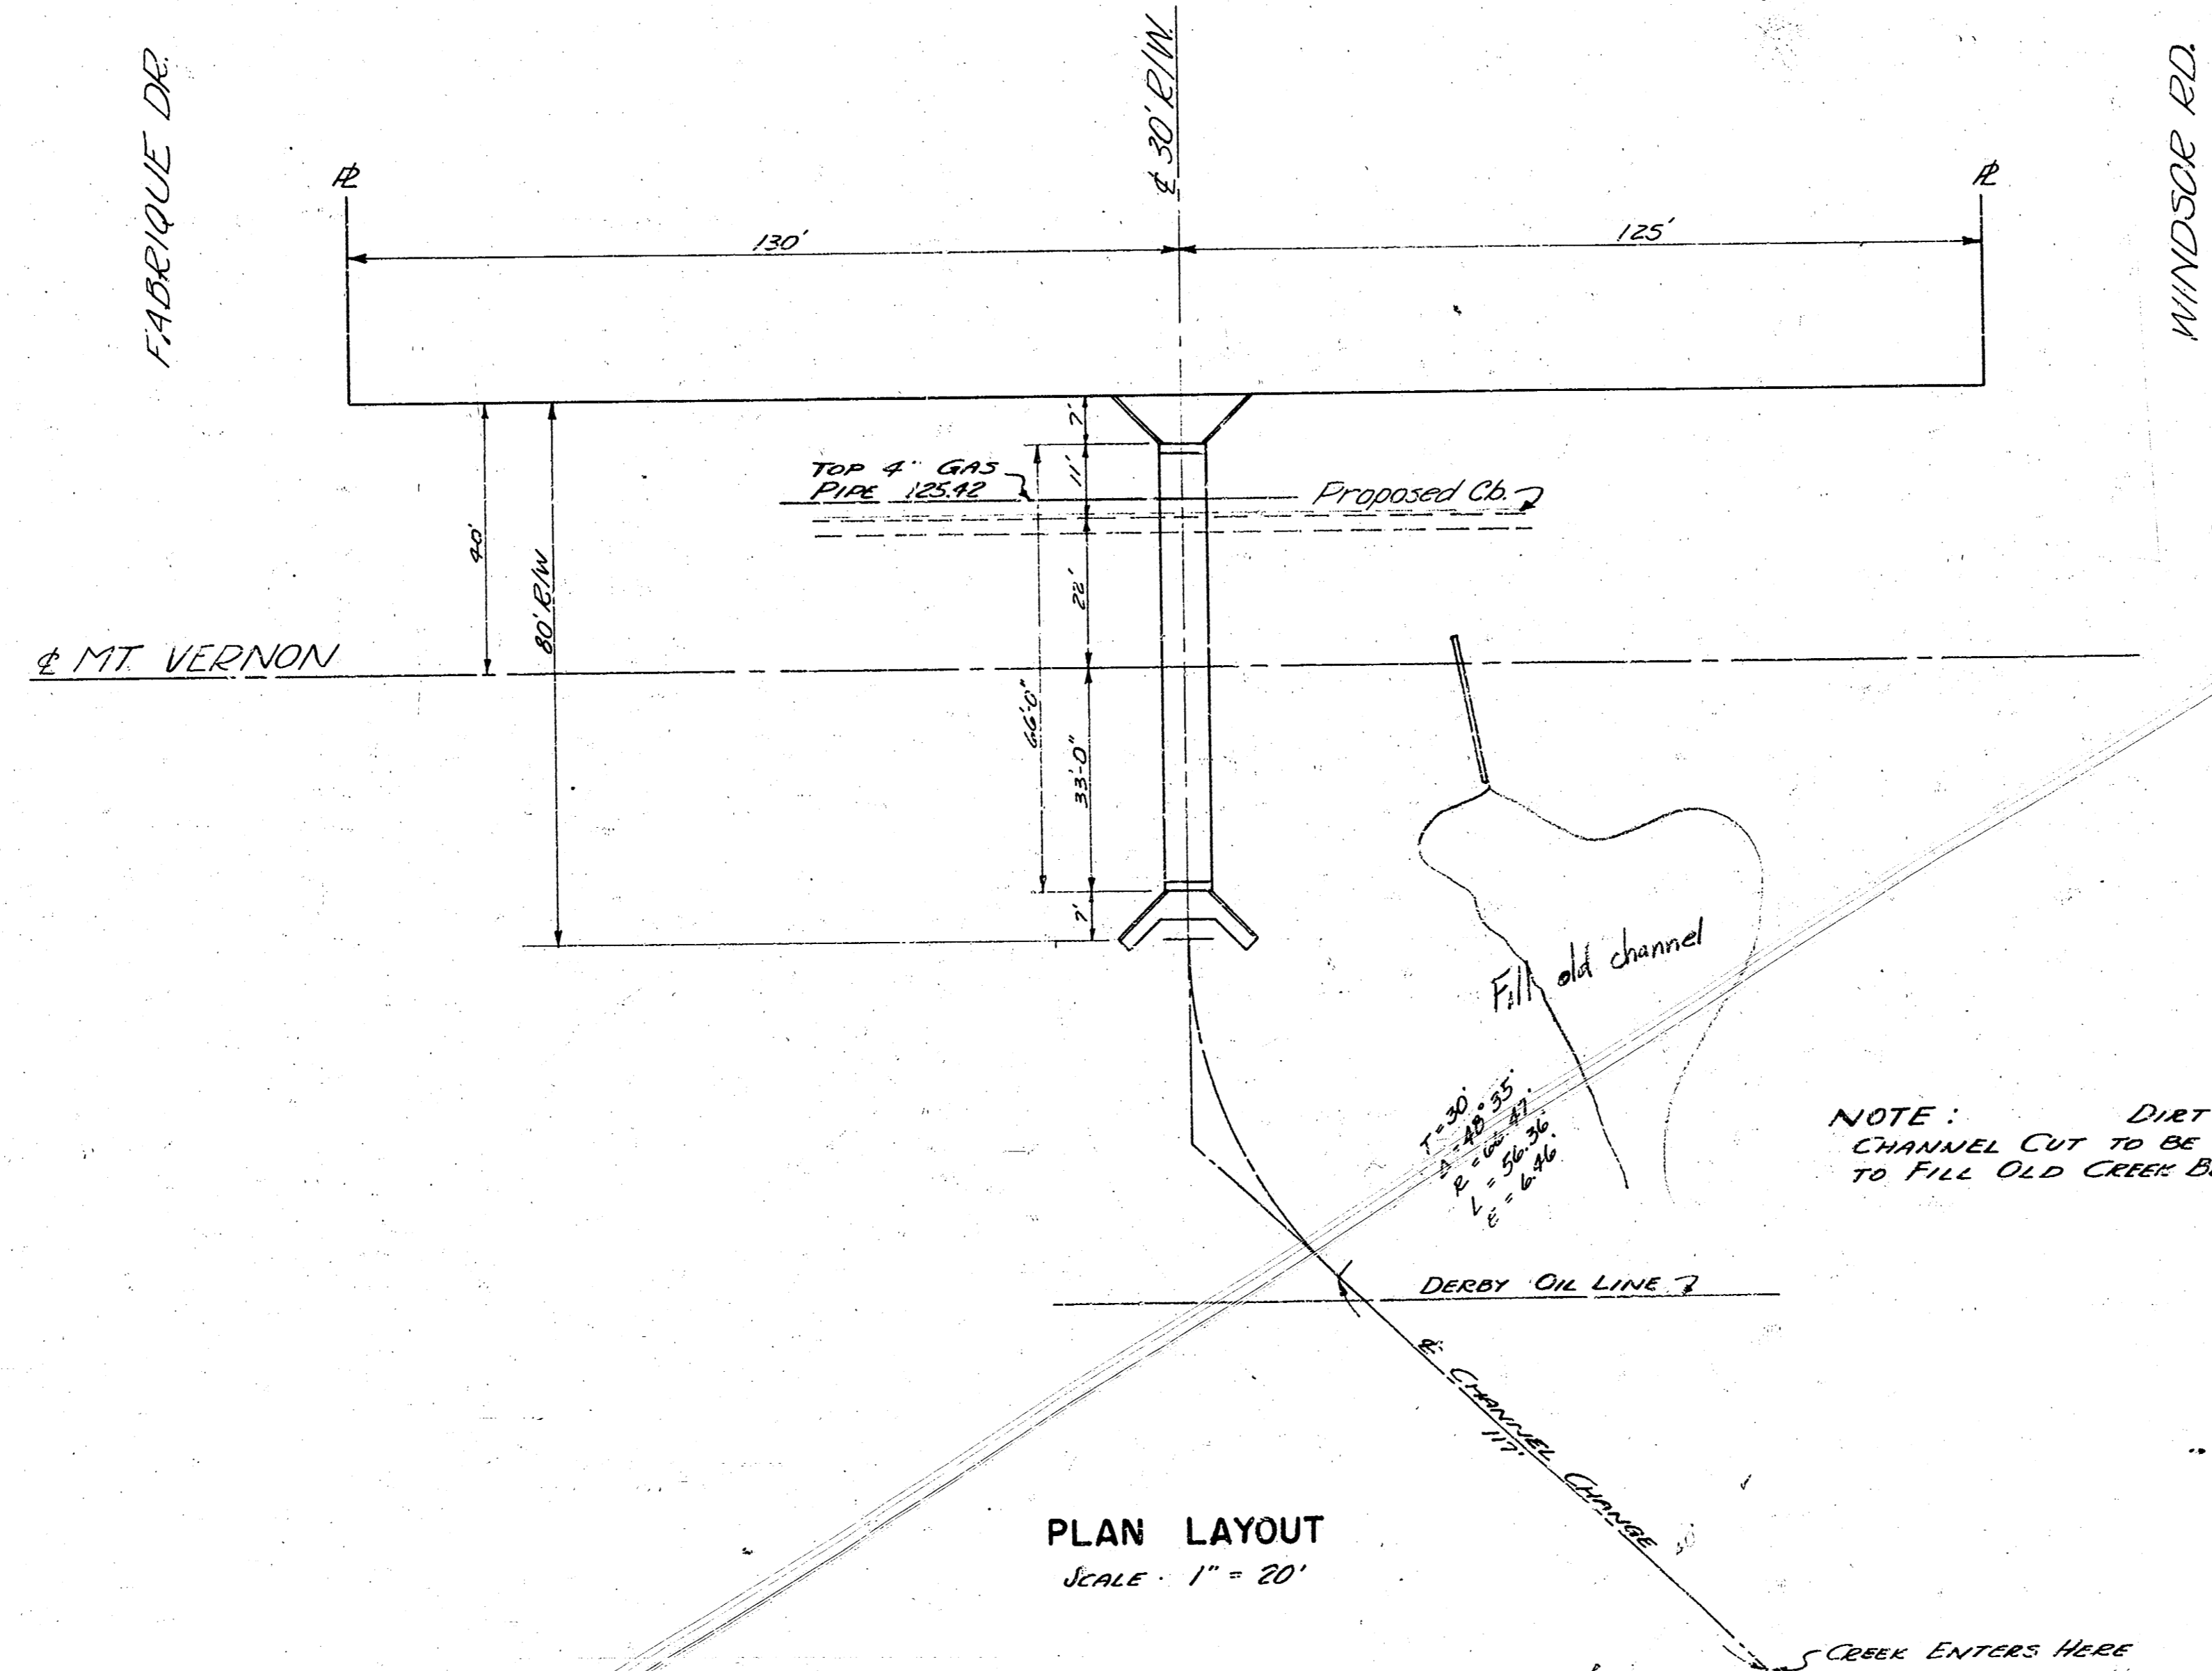 FABRIQUE DR.
℄ 30' R/W.
WINDSOR RD.
℄ MT. VERNON
PL
PL
130'
125'
7'
11'
TOP 4" GAS
PIPE 125.42
Proposed Cb.
40'
80' R/W
22'
66'-0"
33'-0"
7'
Fill old channel
T = 30'
Δ = 48° 35'
L = 56.36'
E = 6.46'
NOTE : DIRT
CHANNEL CUT TO BE
TO FILL OLD CREEK
DERBY OIL LINE
℄ CHANNEL CHANGE
117'
PLAN LAYOUT
SCALE · 1" = 20'
CREEK ENTERS HERE